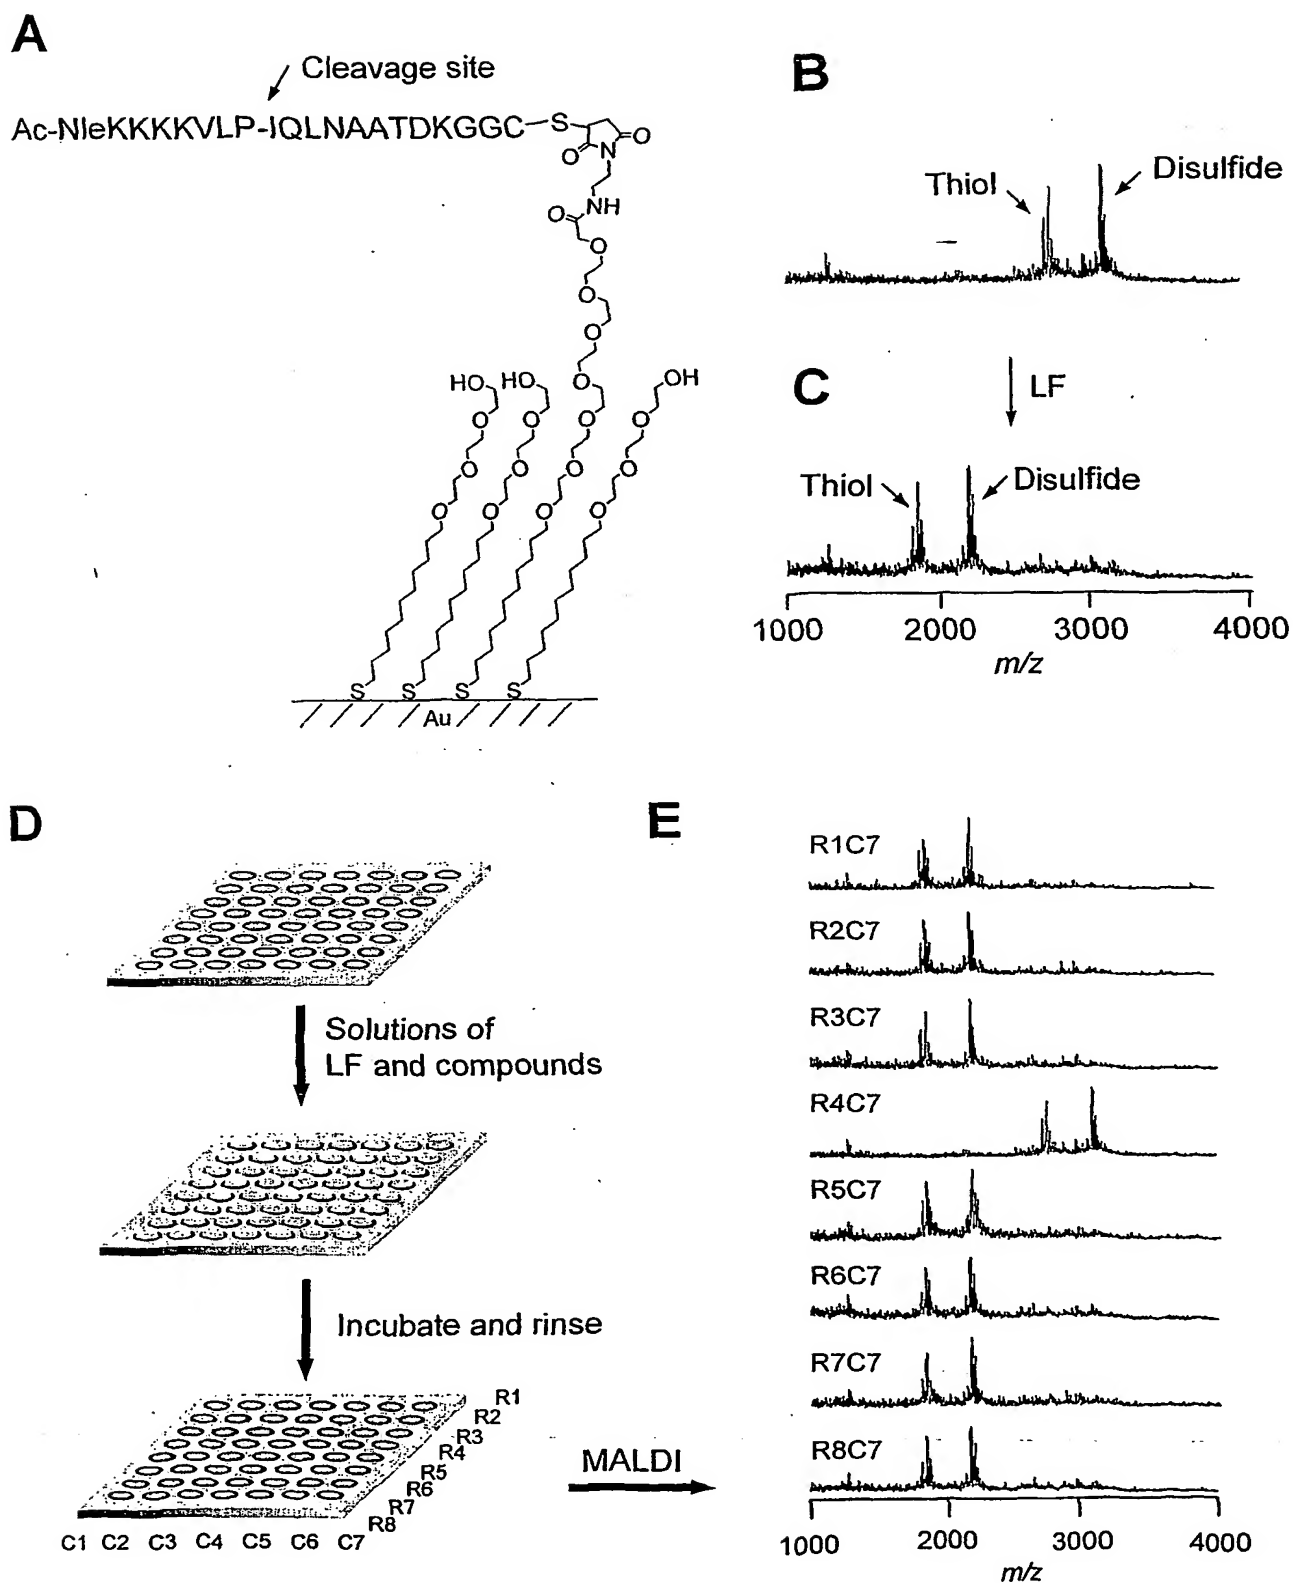 A
Cleavage site
Ac-NleKKKKVLP-IQLNAATDKGGC
S
O
N
O
NH
O
O
O
O
O
HO HO O OH
O O O O
O O O O
O O O O
S S S S
Au
B
Thiol
Disulfide
LF
C
Thiol
Disulfide
1000 2000 3000 4000
m/z
D
Solutions of
LF and compounds
Incubate and rinse
R1
R2
R3
R4
R5
R6
R7
R8
C1 C2 C3 C4 C5 C6 C7
MALDI
E
R1C7
R2C7
R3C7
R4C7
R5C7
R6C7
R7C7
R8C7
1000 2000 3000 4000
m/z